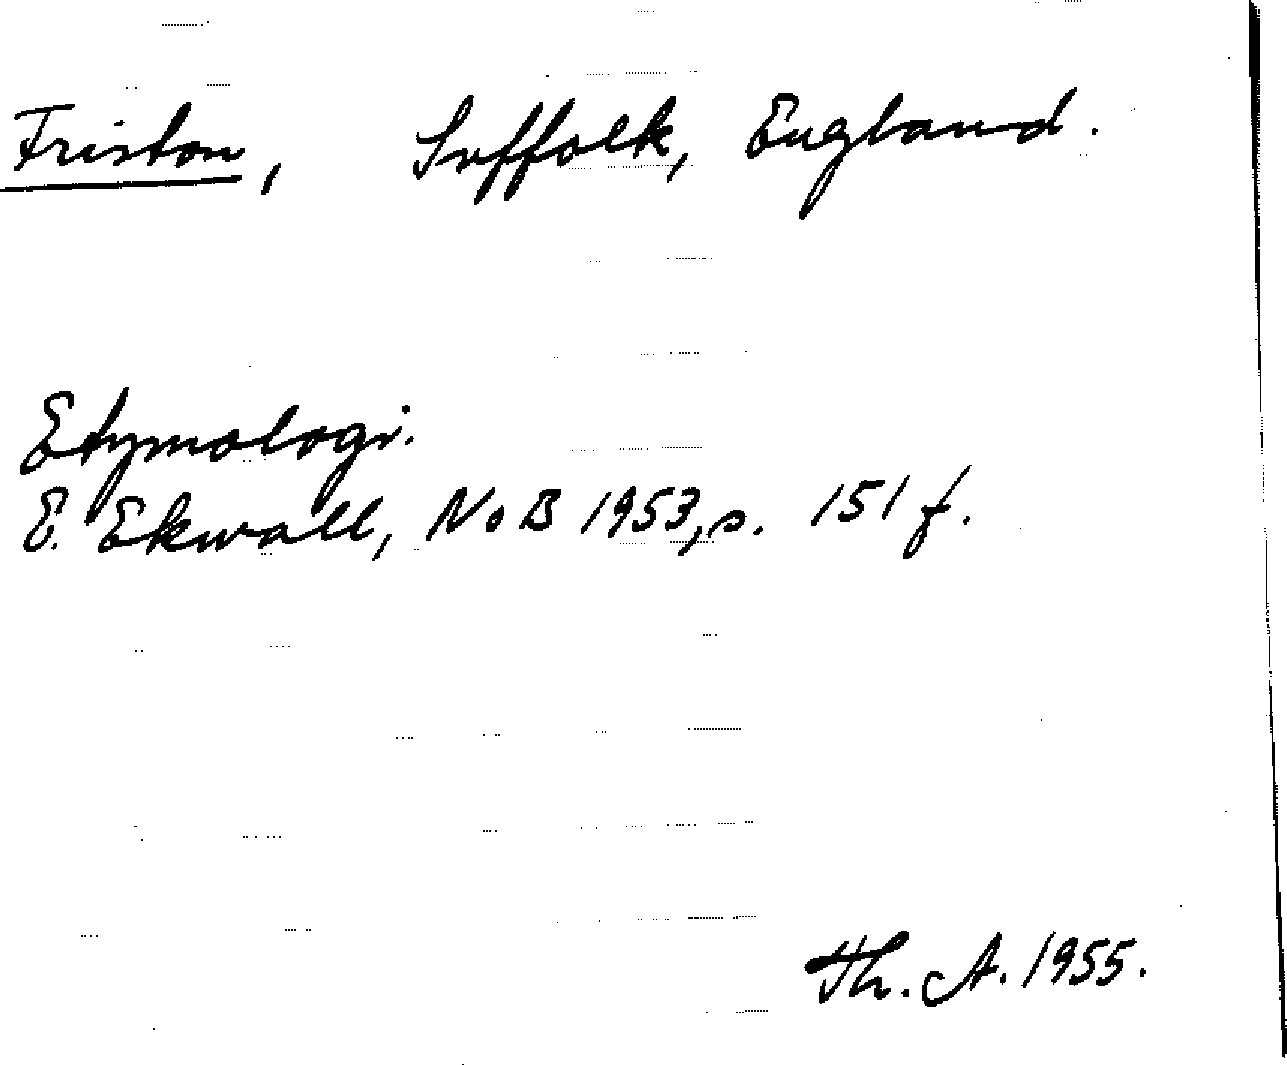 Friston, Suffolk, England.
Etymologi.
E. Ekwall, NoB 1953, s. 151 f.
Th. A. 1955.